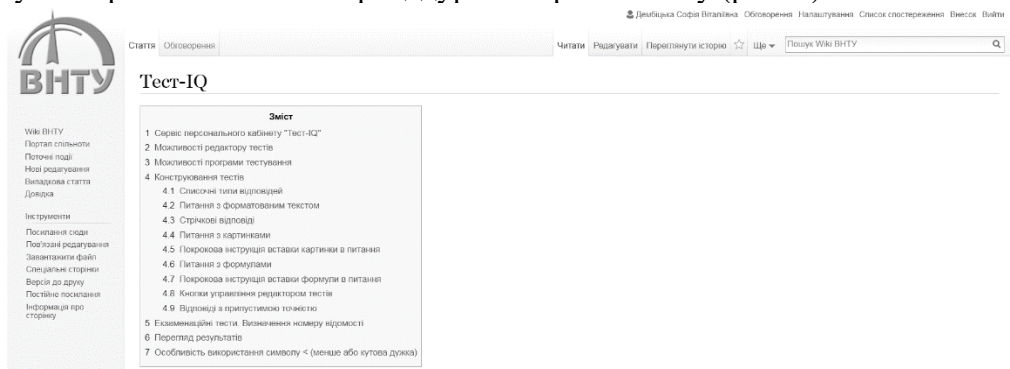 Дембіцька Софія Віталіївна Обговорення Налаштування Список спостереження Внесок Вийти
ВНТУ
Стаття Обговорення Читати Редагувати Переглянути історію Ще Пошук Wiki ВНТУ
Тест-IQ
Зміст
1 Сервіс персонального кабінету "Тест-IQ"
2 Можливості редактору тестів
3 Можливості програми тестування
4 Конструювання тестів
4.1 Списочні типи відповідей
4.2 Питання з форматованим текстом
4.3 Стрічкові відповіді
4.4 Питання з картинками
4.5 Покрокова інструкція вставки картинки в питання
4.6 Питання з формулами
4.7 Покрокова інструкція вставки формули в питання
4.8 Кнопки управління редактором тестів
4.9 Відповіді з припустимою точністю
5 Екзаменаційні тести. Визначення номеру відомості
6 Перегляд результатів
7 Особливість використання символу < (менше або кутова дужка)
Wiki ВНТУ
Портал спільноти
Поточні події
Нові редагування
Випадкова стаття
Довідка
Інструменти
Посилання сюди
Пов'язані редагування
Завантажити файл
Спеціальні сторінки
Версія до друку
Постійне посилання
Інформація про
сторінку